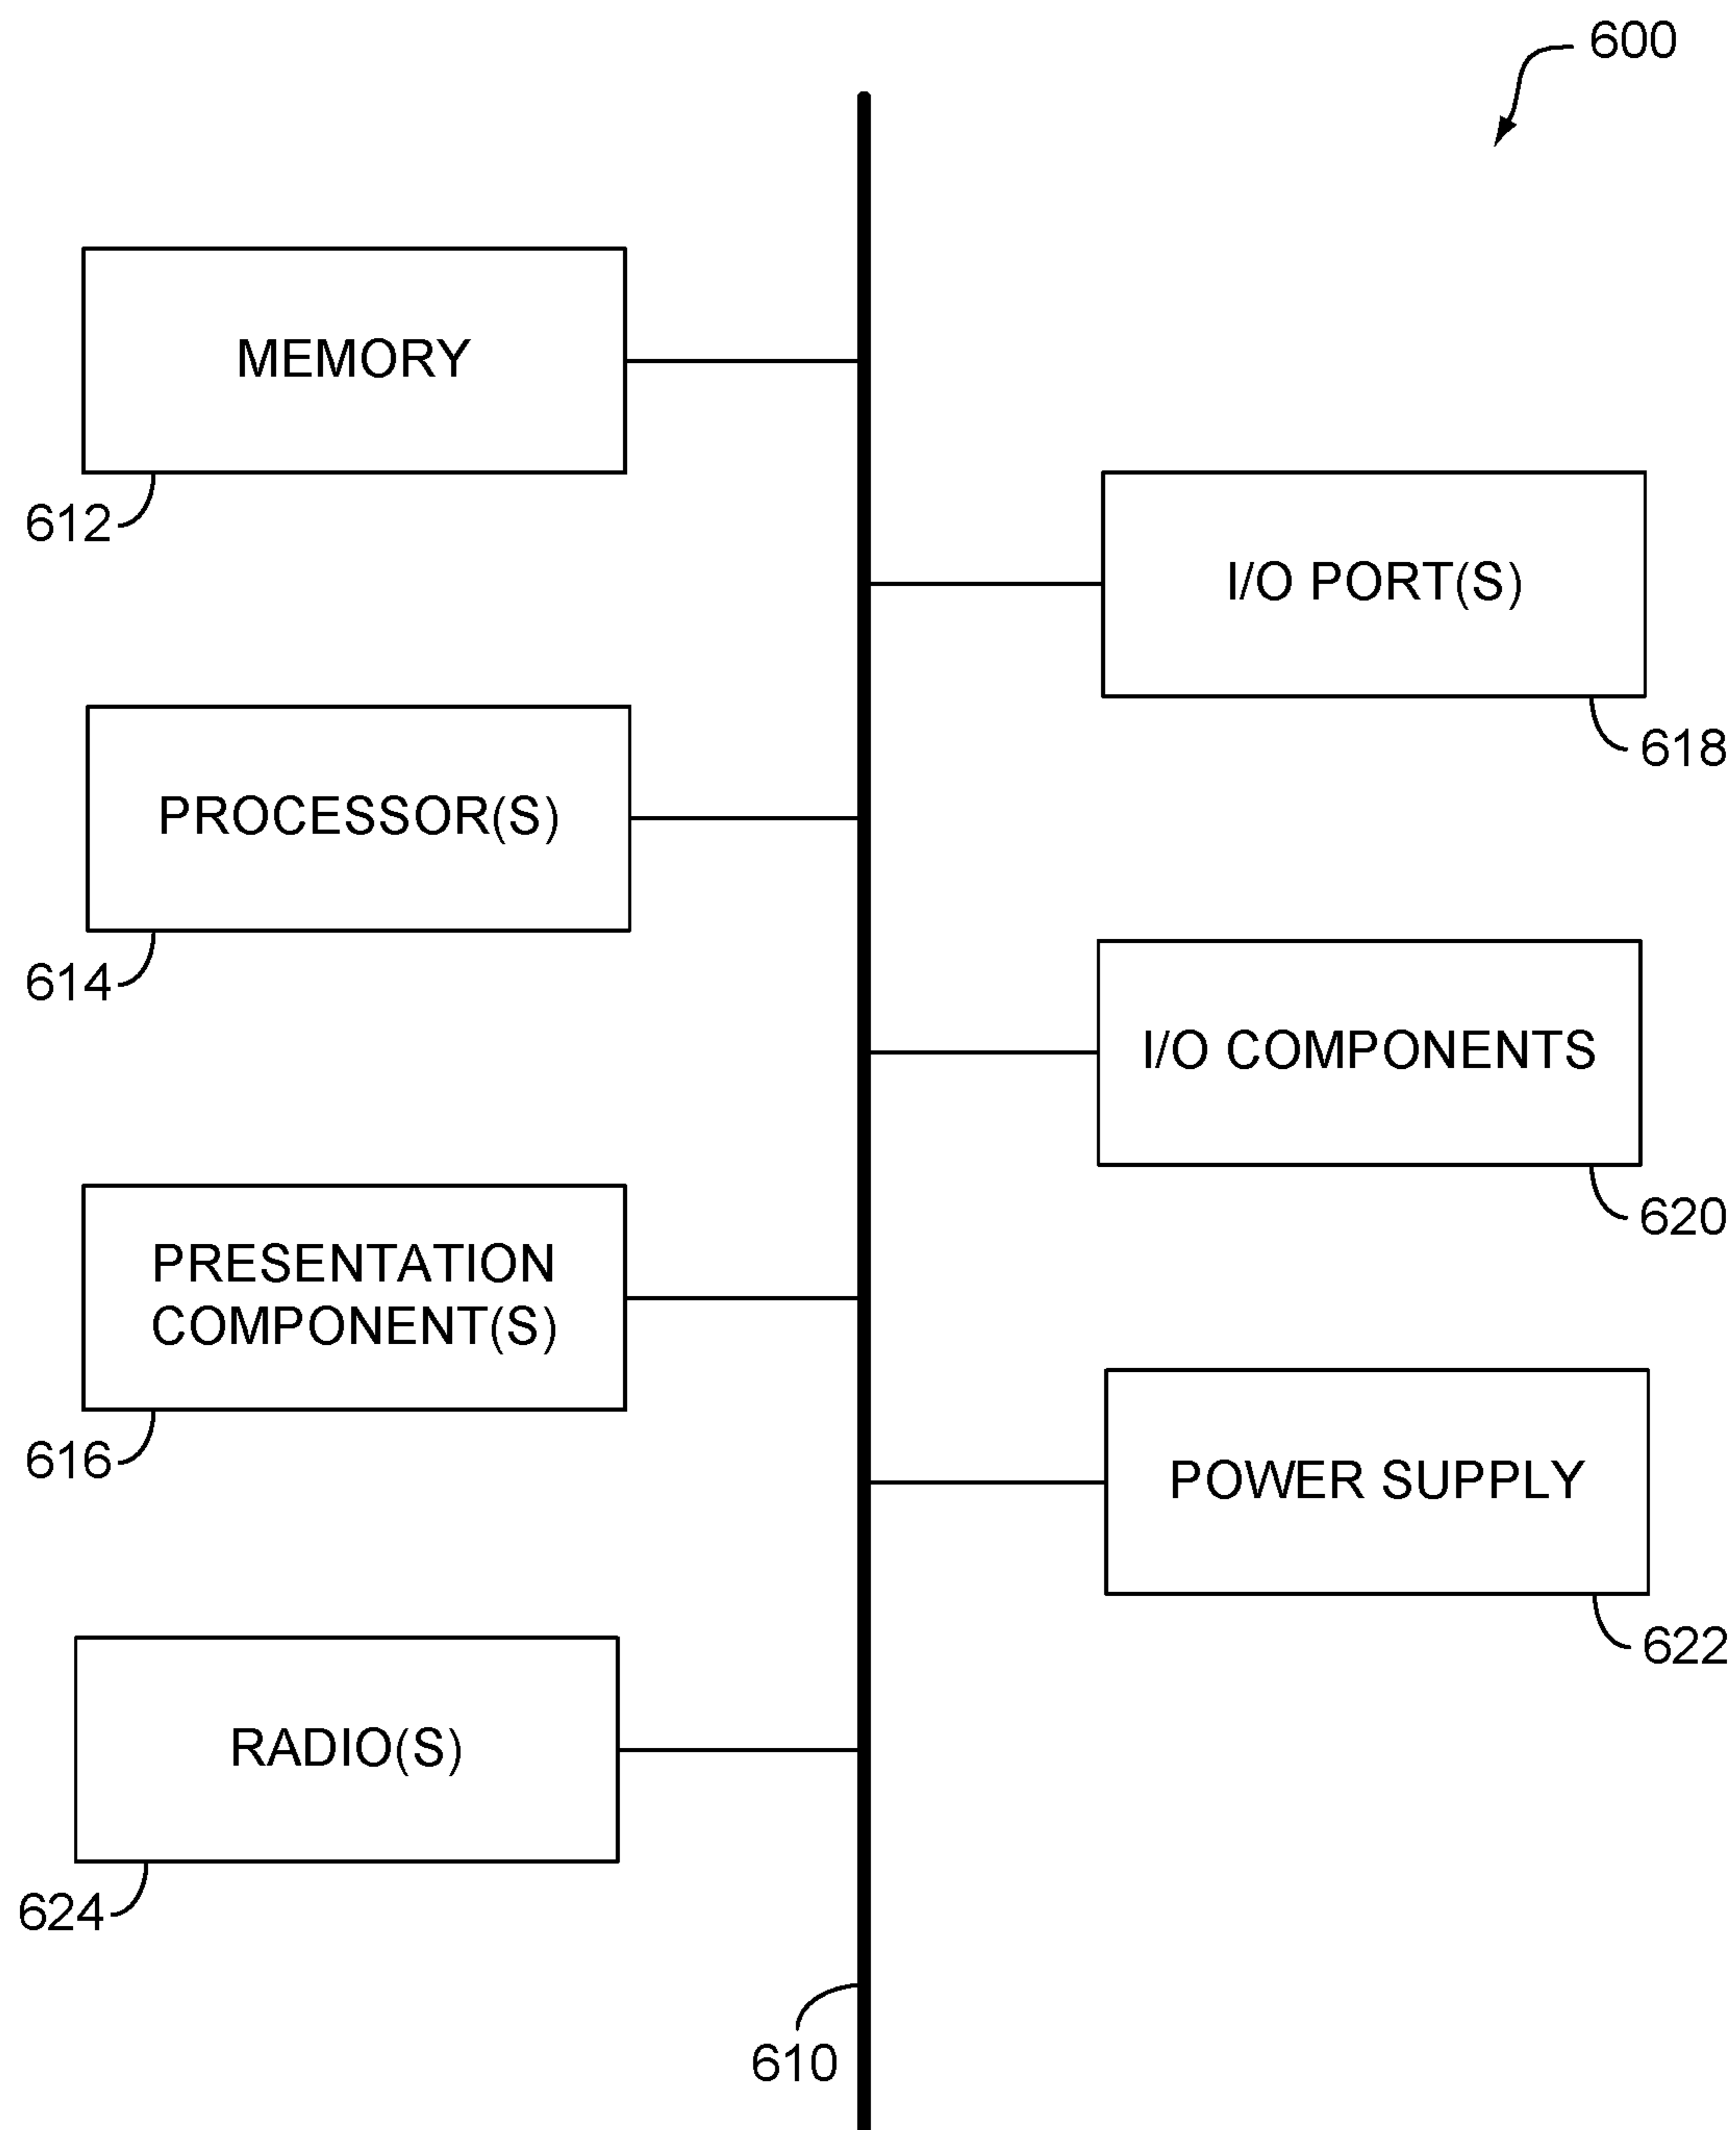 600
MEMORY
612
I/O PORT(S)
618
PROCESSOR(S)
614
I/O COMPONENTS
620
PRESENTATION
COMPONENT(S)
616
POWER SUPPLY
622
RADIO(S)
624
610